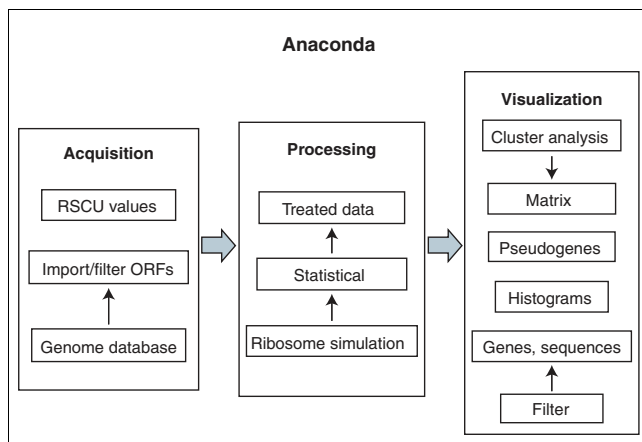 Anaconda
Acquisition
RSCU values
Import/filter ORFs
Genome database
Processing
Treated data
Statistical
Ribosome simulation
Visualization
Cluster analysis
Matrix
Pseudogenes
Histograms
Genes, sequences
Filter